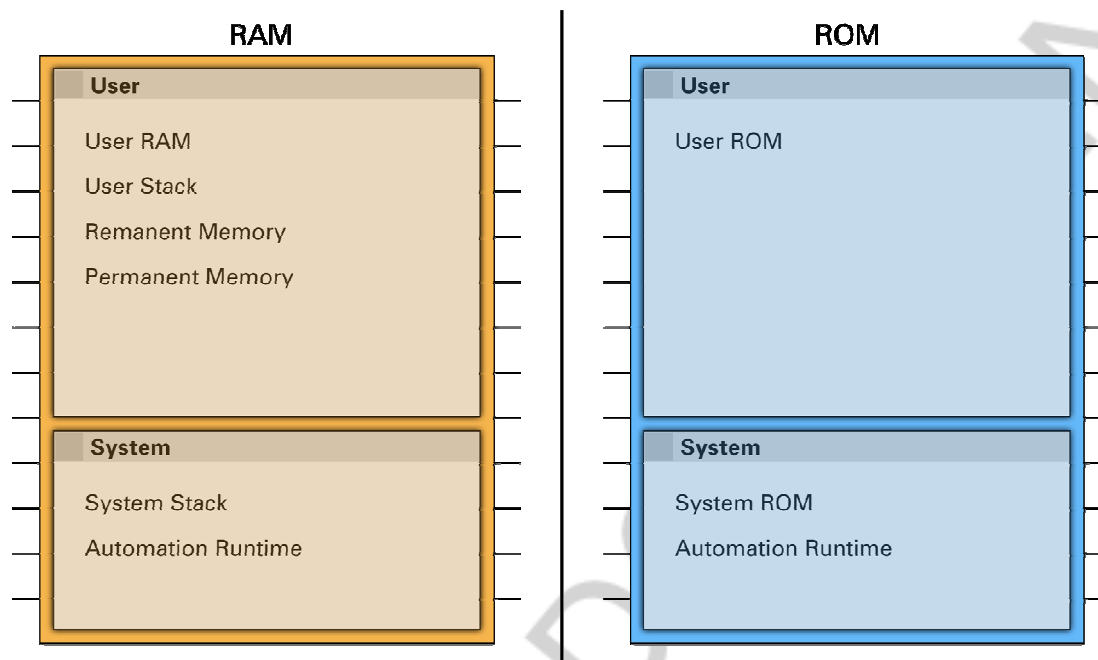 RAM
User
User RAM
User Stack
Remanent Memory
Permanent Memory
System
System Stack
Automation Runtime
ROM
User
User ROM
System
System ROM
Automation Runtime